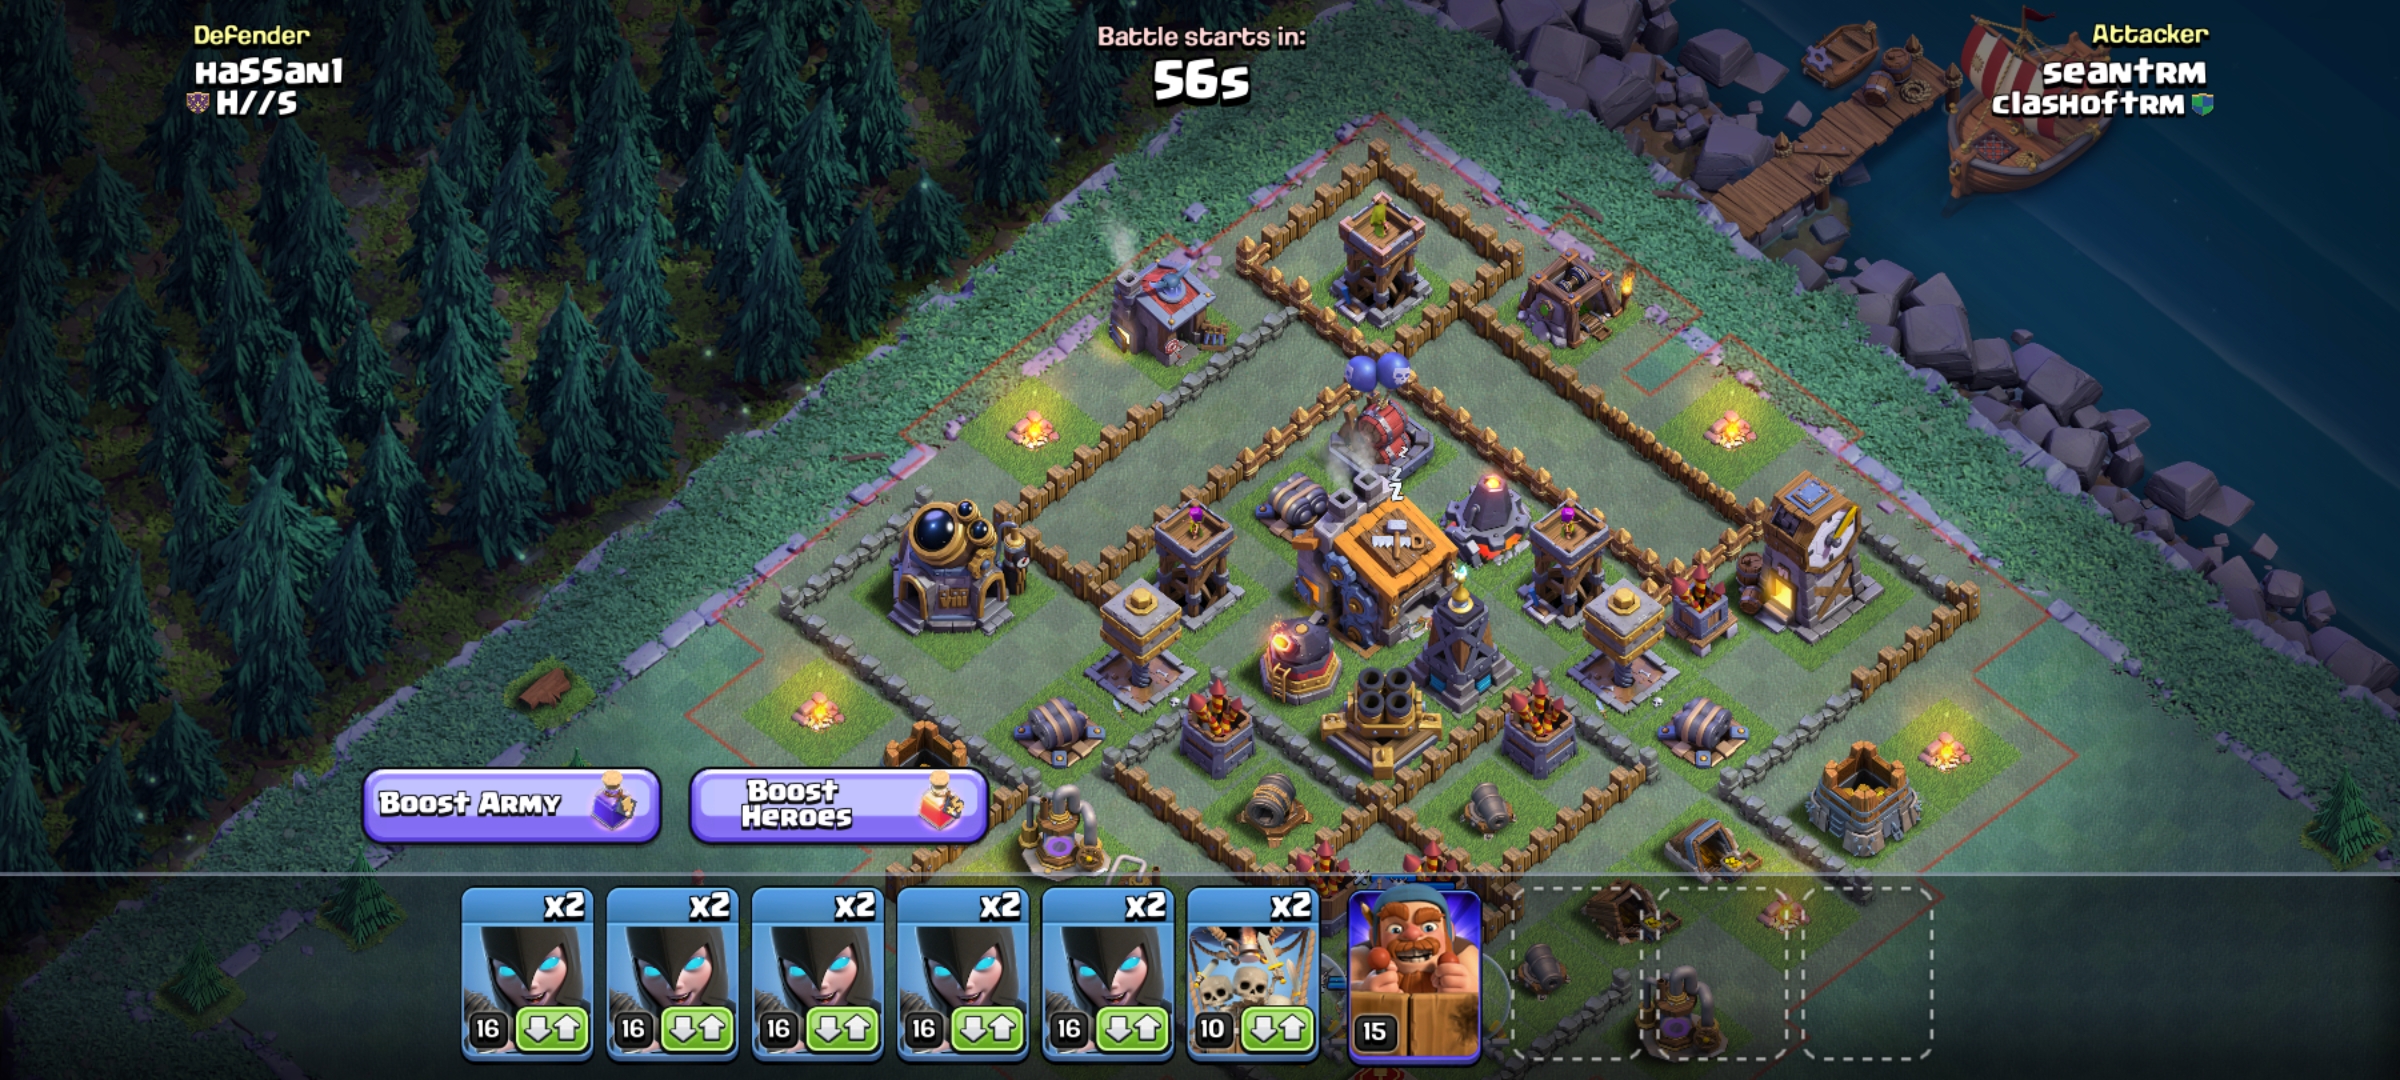 Defender
HaSSaN1
H//S
Battle starts in:
56s
Attacker
seantRM
clashoftRM
z
z
z
VIII
Boost Army
Boost
Heroes
x2
x2
x2
x2
x2
x2
16
16
16
16
16
10
15